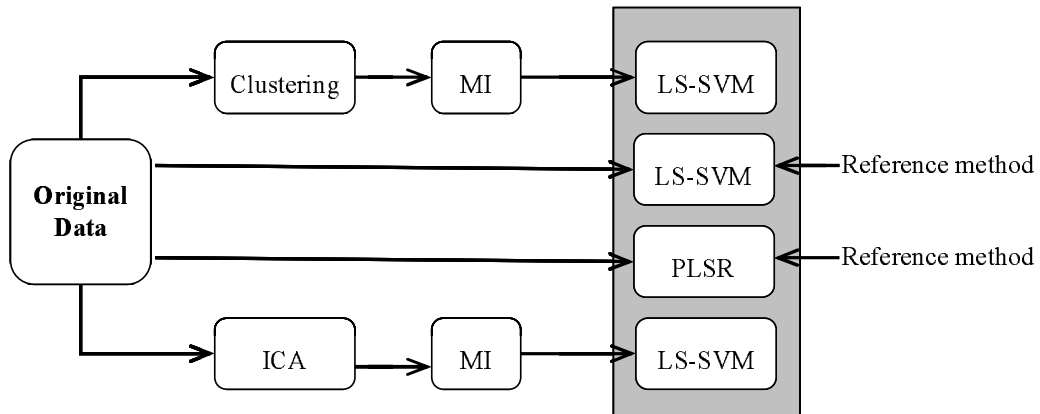 Clustering
MI
LS-SVM
Original
Data
LS-SVM
Reference method
PLSR
Reference method
ICA
MI
LS-SVM